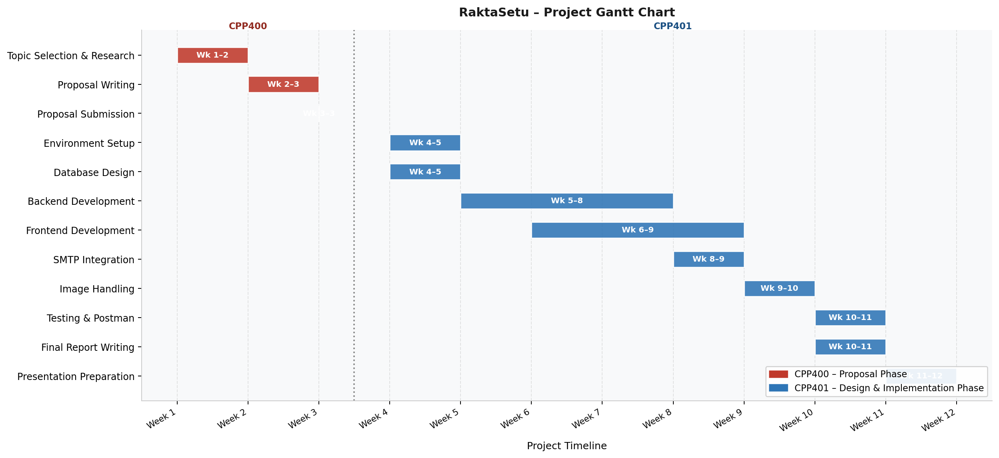 RaktaSetu – Project Gantt Chart
CPP400
CPP401
Topic Selection & Research
Wk 1–2
Proposal Writing
Wk 2–3
Proposal Submission
Wk 3–3
Environment Setup
Wk 4–5
Database Design
Wk 4–5
Backend Development
Wk 5–8
Frontend Development
Wk 6–9
SMTP Integration
Wk 8–9
Image Handling
Wk 9–10
Testing & Postman
Wk 10–11
Final Report Writing
Wk 10–11
Presentation Preparation
11–12
CPP400 – Proposal Phase
CPP401 – Design & Implementation Phase
Week 1
Week 2
Week 3
Week 4
Week 5
Week 6
Week 7
Week 8
Week 9
Week 10
Week 11
Week 12
Project Timeline